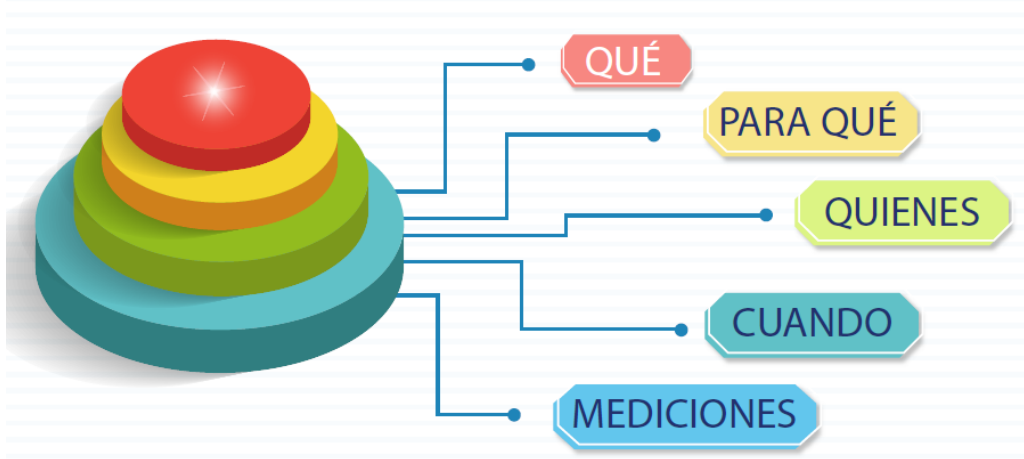 QUÉ
PARA QUÉ
QUIENES
CUANDO
MEDICIONES